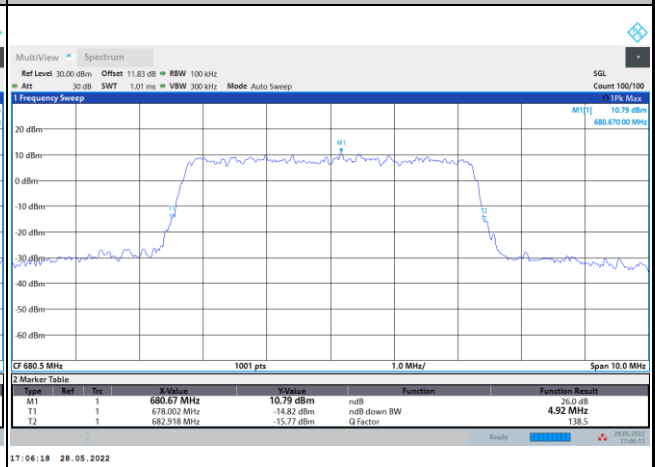 MultiView Spectrum
Ref Level 30.00 dBm Offset 11.83 dB RBW 100 kHz SGL
Att 30 dB SWT 1.01 ms VBW 300 kHz Mode Auto Sweep Count 100/100
1 Frequency Sweep 1Pk Max
M1[1] 10.79 dBm
680.67000 MHz
20 dBm
M1
10 dBm
0 dBm
-10 dBm
T1 T2
-20 dBm
-30 dBm
-40 dBm
-50 dBm
-60 dBm
CF 680.5 MHz 1001 pts 1.0 MHz/ Span 10.0 MHz
2 Marker Table
Type Ref Trc X-Value Y-Value Function Function Result
M1 1 680.67 MHz 10.79 dBm ndB 26.0 dB
T1 1 678.002 MHz -14.82 dBm ndB down BW 4.92 MHz
T2 1 682.918 MHz -15.77 dBm Q Factor 138.5
Ready 28.05.2022
17:06:17
17:06:18 28.05.2022